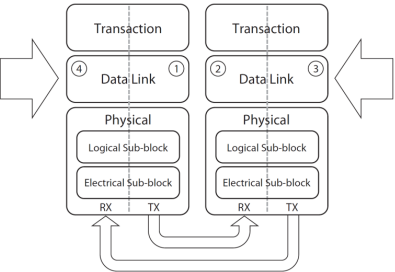 Transaction
Transaction
4
1
Data Link
2
3
Data Link
Physical
Physical
Logical Sub-block
Logical Sub-block
Electrical Sub-block
Electrical Sub-block
RX
TX
RX
TX